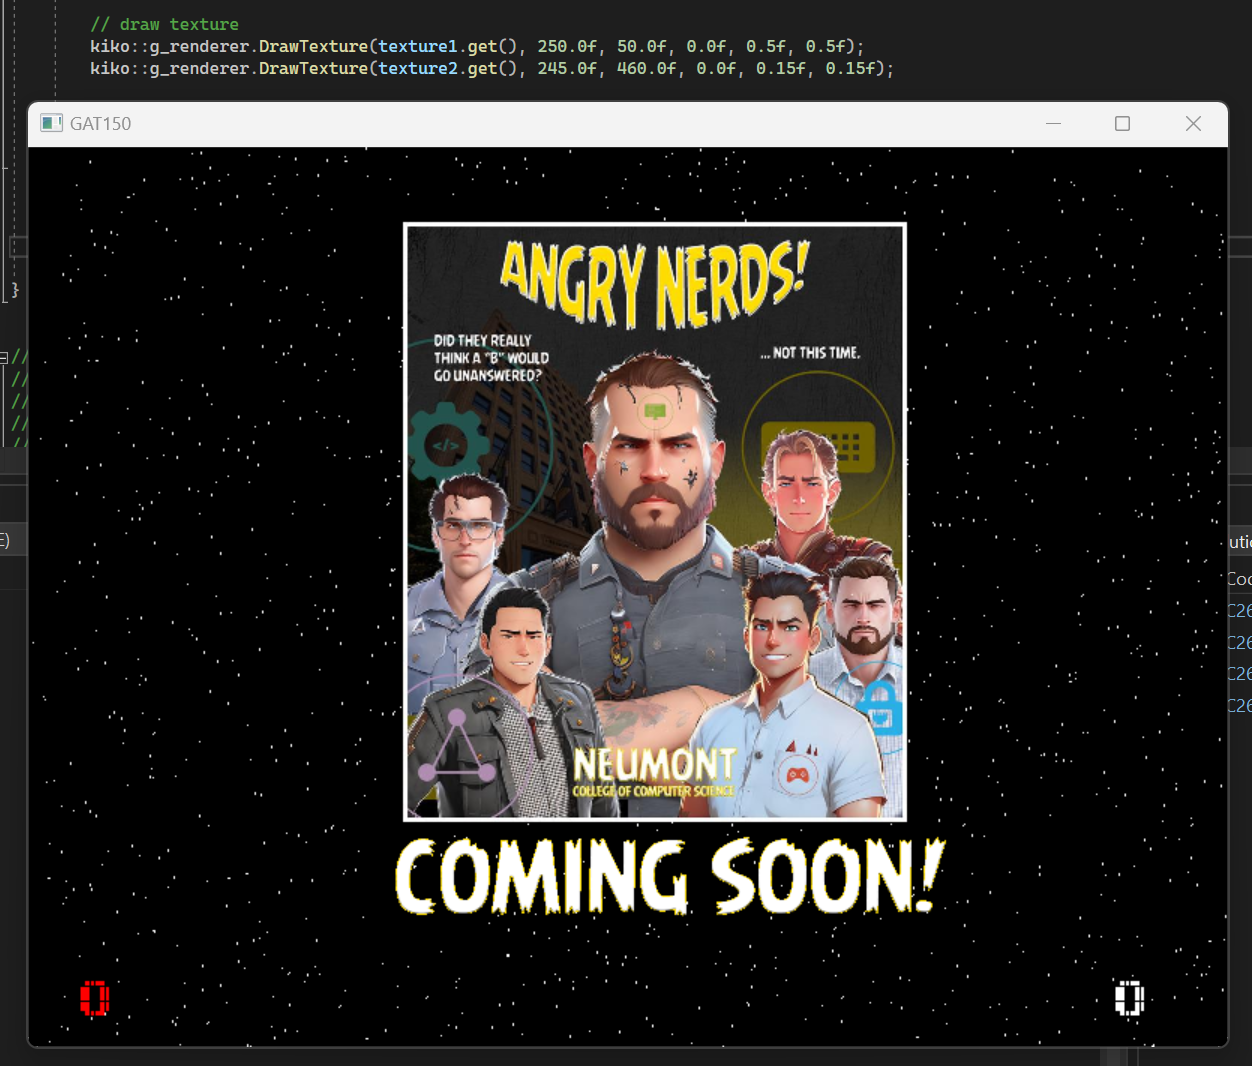 // draw texture
kiko::g_renderer.DrawTexture(texture1.get(), 250.0f, 50.0f, 0.0f, 0.5f, 0.5f);
kiko::g_renderer.DrawTexture(texture2.get(), 245.0f, 460.0f, 0.0f, 0.15f, 0.15f);
GAT150
}
//
//
//
//
//
ANGRY NERDS!
DID THEY REALLY
THINK A "B" WOULD
GO UNANSWERED?
... NOT THIS TIME.
</>
E)
NEUMONT
COLLEGE OF COMPUTER SCIENCE
COMING SOON!
0
0
C26
C26
C26
C26